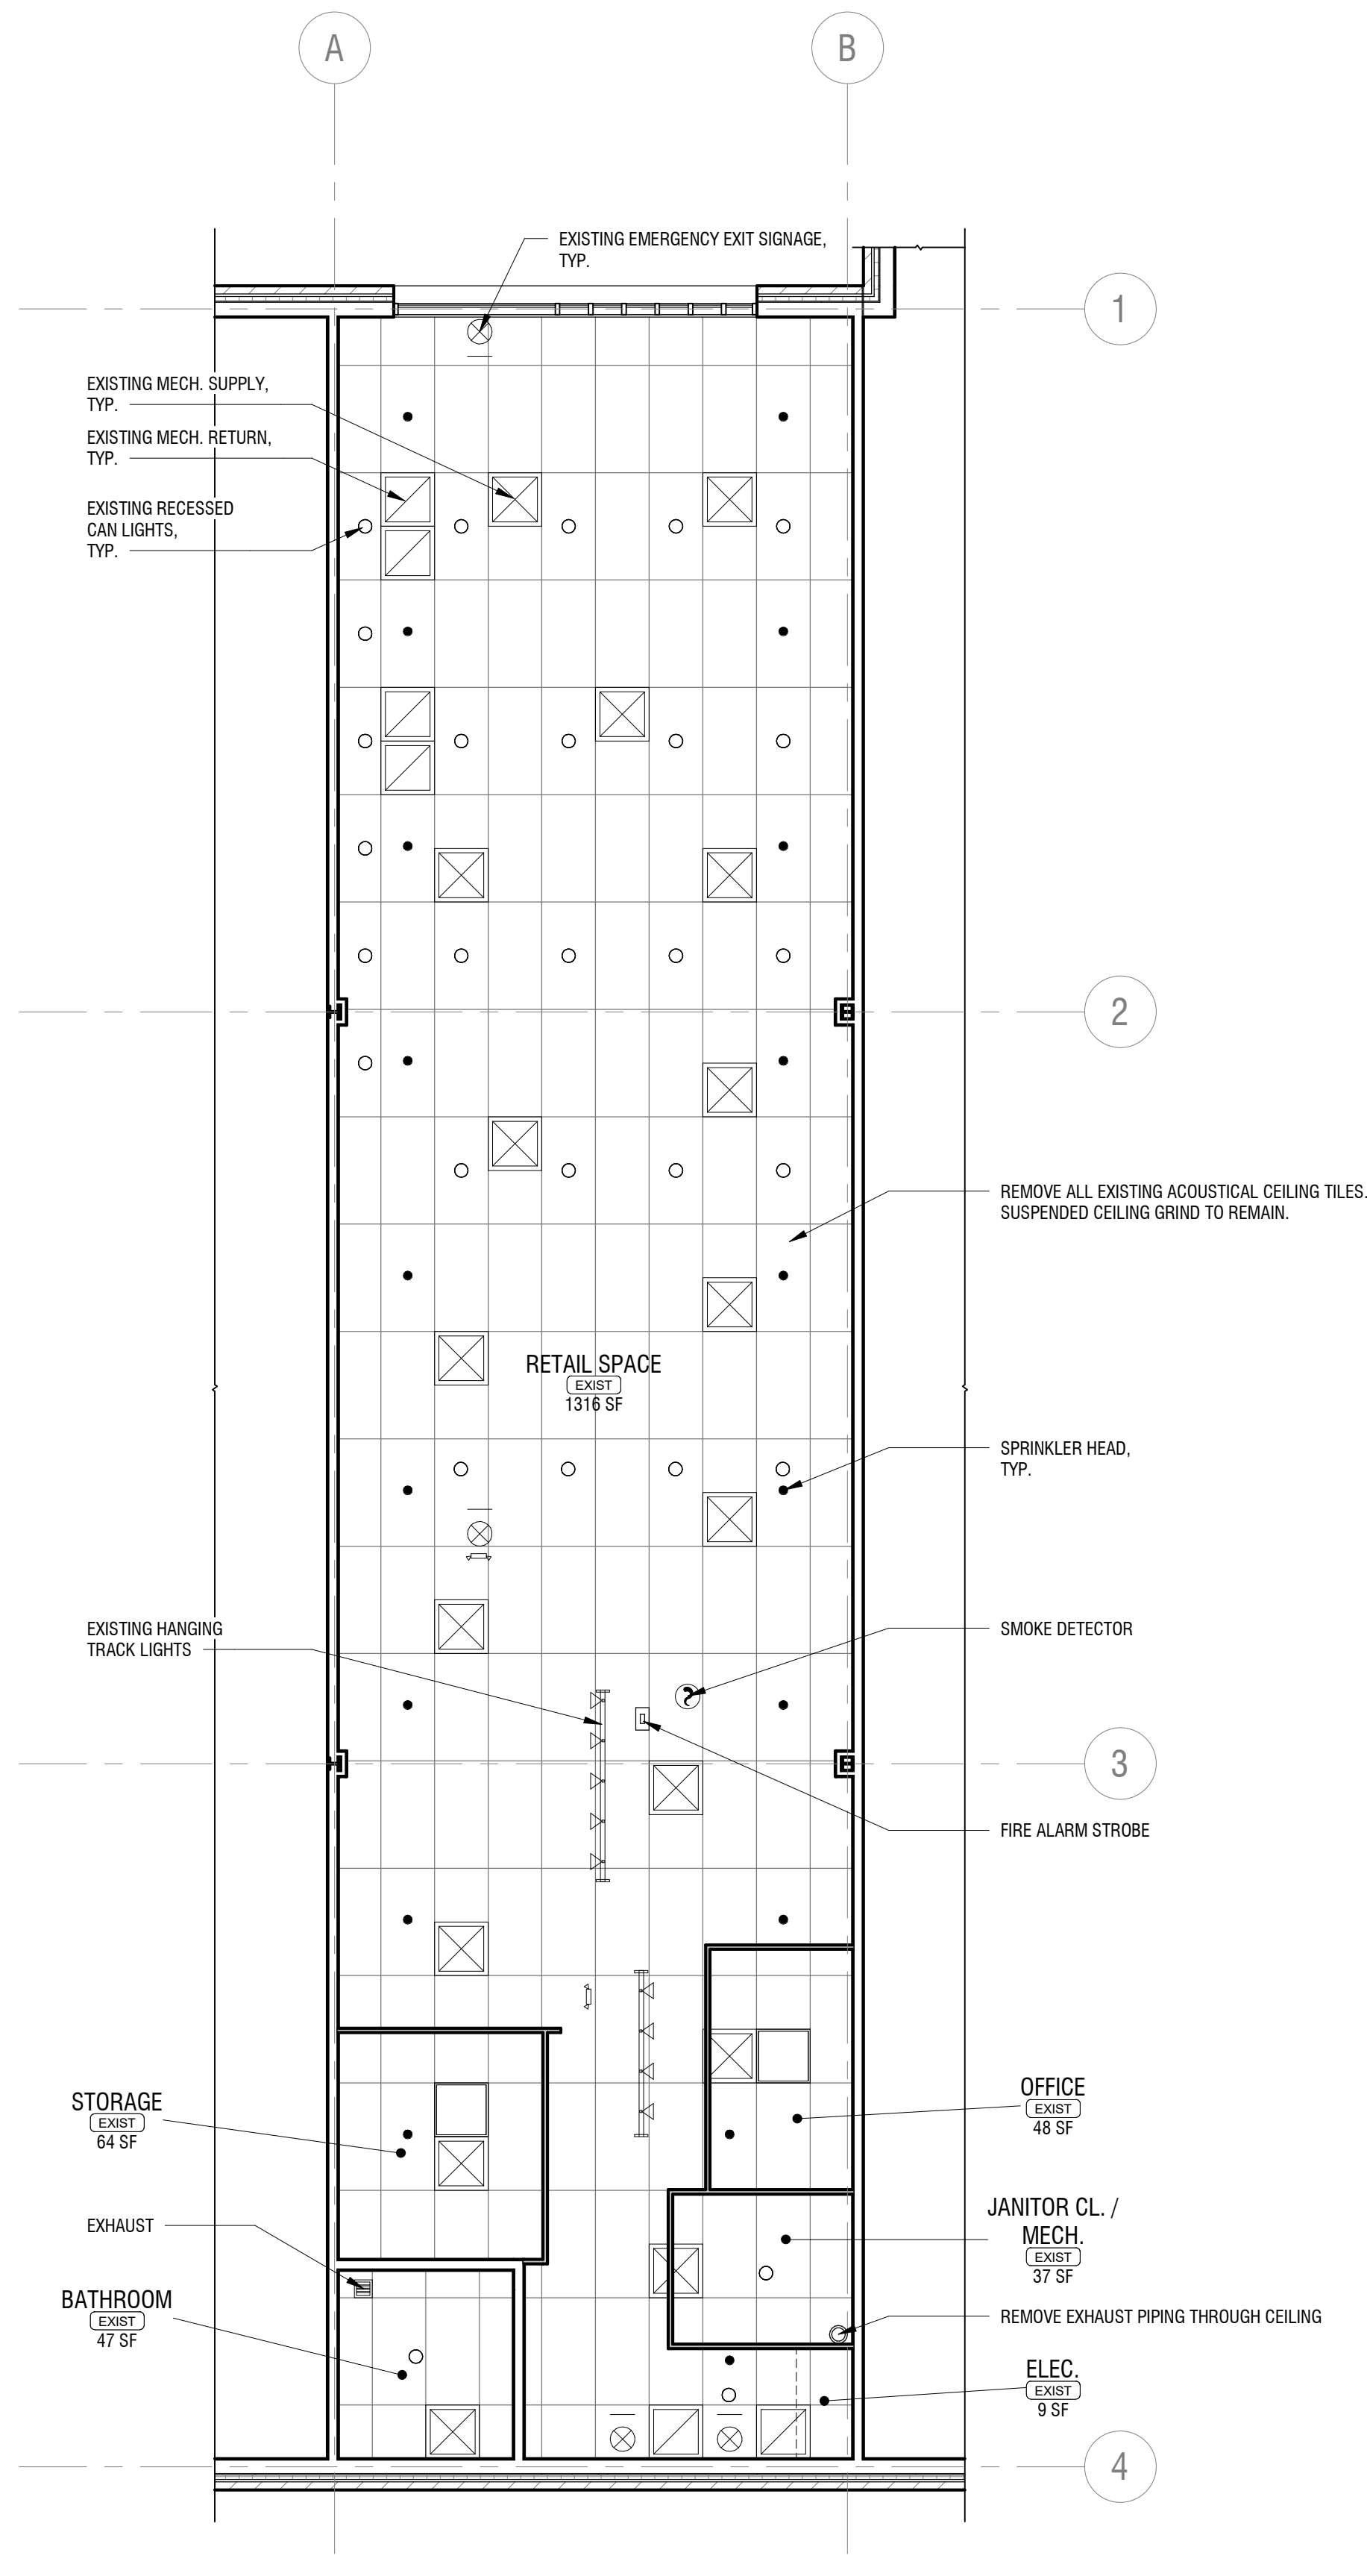 A
B
EXISTING EMERGENCY EXIT SIGNAGE,
TYP.
1
EXISTING MECH. SUPPLY,
TYP.
EXISTING MECH. RETURN,
TYP.
EXISTING RECESSED
CAN LIGHTS,
TYP.
2
REMOVE ALL EXISTING ACOUSTICAL CEILING TILES.
SUSPENDED CEILING GRIND TO REMAIN.
RETAIL SPACE
EXIST
1316 SF
SPRINKLER HEAD,
TYP.
EXISTING HANGING
TRACK LIGHTS
SMOKE DETECTOR
3
FIRE ALARM STROBE
STORAGE
EXIST
64 SF
OFFICE
EXIST
48 SF
EXHAUST
JANITOR CL. /
MECH.
EXIST
37 SF
BATHROOM
EXIST
47 SF
REMOVE EXHAUST PIPING THROUGH CEILING
ELEC.
EXIST
9 SF
4